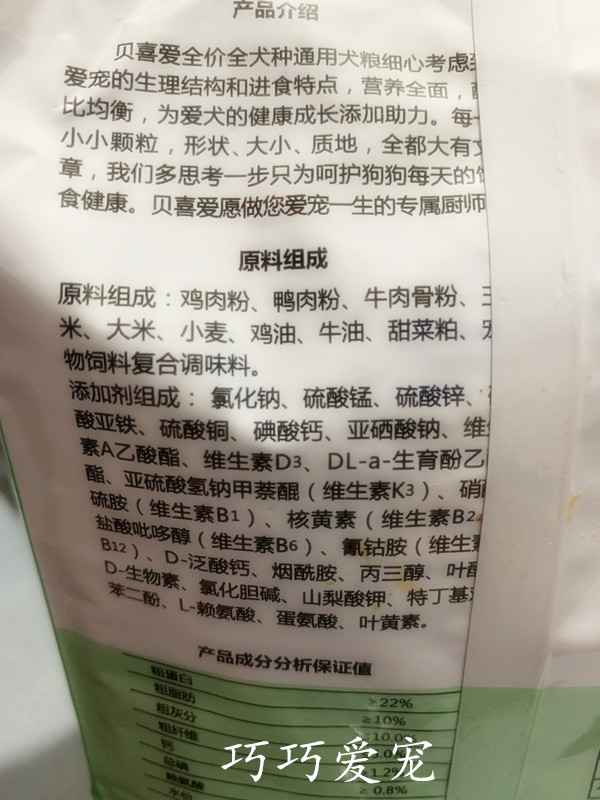 产品介绍
贝喜爱全价全犬种通用犬粮细心考虑
爱宠的生理结构和进食特点，营养全面，
比均衡，为爱犬的健康成长添加助力。每一
小小颗粒，形状、大小、质地，全都大有文
章，我们多思考一步只为呵护狗狗每天的饮
食健康。贝喜爱愿做您爱宠一生的专属厨师
原料组成
原料组成：鸡肉粉、鸭肉粉、牛肉骨粉、玉
米、大米、小麦、鸡油、牛油、甜菜粕、宠
物饲料复合调味料。
添加剂组成： 氯化钠、硫酸锰、硫酸锌、
酸亚铁、硫酸铜、碘酸钙、亚硒酸钠、维生
素A乙酸酯、维生素D3、DL-a-生育酚乙
酯、亚硫酸氢钠甲萘醌（维生素K3）、硝酸
硫胺（维生素B1）、核黄素（维生素B2
盐酸吡哆醇（维生素B6）、氰钴胺（维生素
B12）、D-泛酸钙、烟酰胺、丙三醇、叶酸
D-生物素、氯化胆碱、山梨酸钾、特丁基对
苯二酚、L-赖氨酸、蛋氨酸、叶黄素。
产品成分分析保证值
粗蛋白 ≥22%
粗脂肪 ≥10%
粗灰分 ≤10.0
粗纤维
钙 1.2%
总磷 ≥ 0.8%
赖氨酸
水份
巧巧爱宠